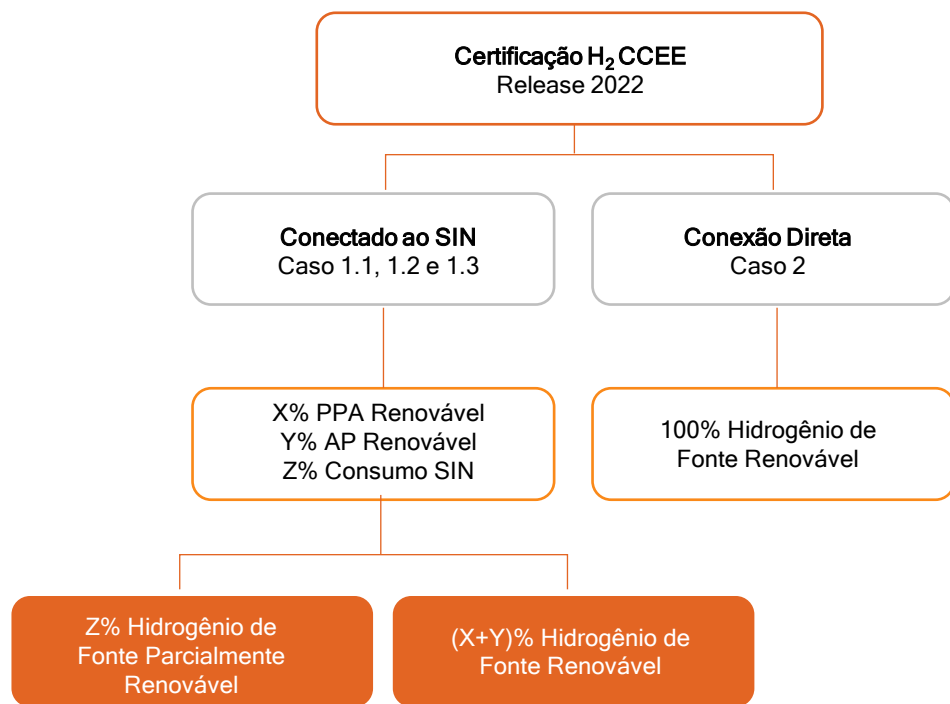 Certificação H₂ CCEE
Release 2022
Conectado ao SIN
Caso 1.1, 1.2 e 1.3
Conexão Direta
Caso 2
X% PPA Renovável
Y% AP Renovável
Z% Consumo SIN
100% Hidrogênio de
Fonte Renovável
Z% Hidrogênio de
Fonte Parcialmente
Renovável
(X+Y)% Hidrogênio de
Fonte Renovável